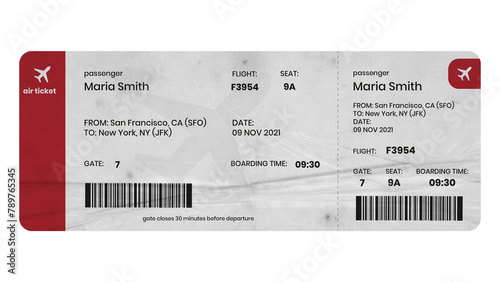 air ticket
passenger
Maria Smith
FLIGHT: SEAT:
F3954 9A
FROM: San Francisco, CA (SFO)
TO: New York, NY (JFK)
DATE:
09 NOV 2021
GATE: 7 BOARDING TIME: 09:30
gate closes 30 minutes before departure
passenger
Maria Smith
FROM: San Francisco, CA (SFO)
TO: New York, NY (JFK)
DATE:
09 NOV 2021
FLIGHT: F3954
GATE: SEAT: BOARDING TIME:
7 9A 09:30
Adobe Stock | #789765345